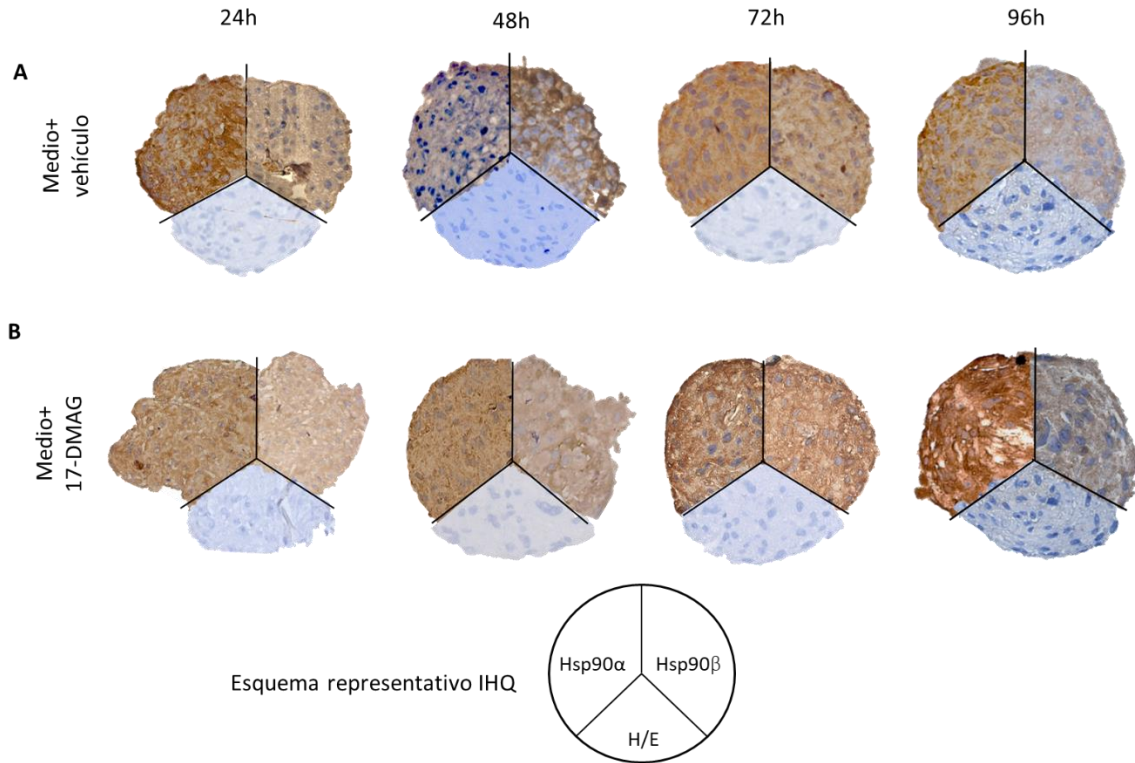 24h
48h
72h
96h
A
Medio+
vehículo
B
Medio+
17-DMAG
Hsp90α
Hsp90β
Esquema representativo IHQ
H/E